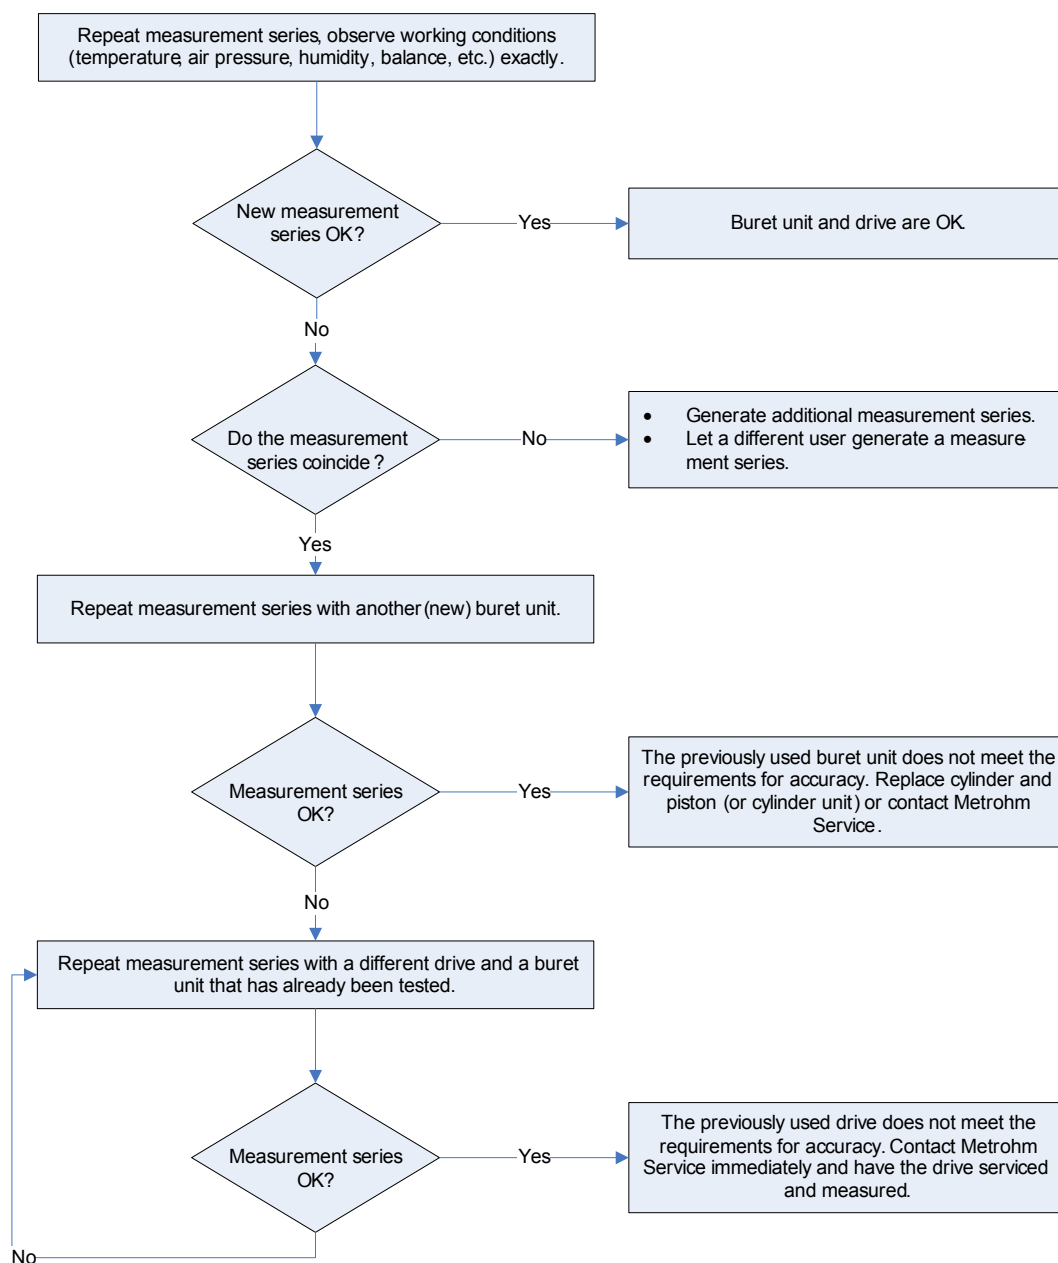 Repeat measurement series, observe working conditions
(temperature, air pressure, humidity, balance, etc.) exactly.
New measurement
series OK?
Yes
Buret unit and drive are OK.
No
Do the measurement
series coincide ?
No
• Generate additional measurement series.
• Let a different user generate a measure-
ment series.
Yes
Repeat measurement series with another (new) buret unit.
Measurement series
OK?
Yes
The previously used buret unit does not meet the
requirements for accuracy. Replace cylinder and
piston (or cylinder unit) or contact Metrohm
Service.
No
Repeat measurement series with a different drive and a buret
unit that has already been tested.
Measurement series
OK?
Yes
The previously used drive does not meet the
requirements for accuracy. Contact Metrohm
Service immediately and have the drive serviced
and measured.
No